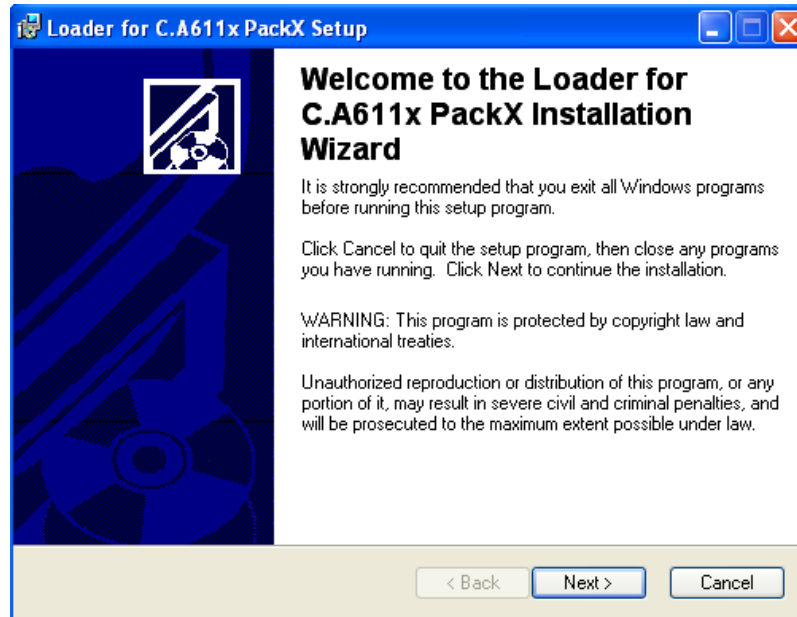 Loader for C.A611x PackX Setup
Welcome to the Loader for
C.A611x PackX Installation
Wizard
It is strongly recommended that you exit all Windows programs
before running this setup program.
Click Cancel to quit the setup program, then close any programs
you have running.  Click Next to continue the installation.
WARNING: This program is protected by copyright law and
international treaties.
Unauthorized reproduction or distribution of this program, or any
portion of it, may result in severe civil and criminal penalties, and
will be prosecuted to the maximum extent possible under law.
< Back Next > Cancel